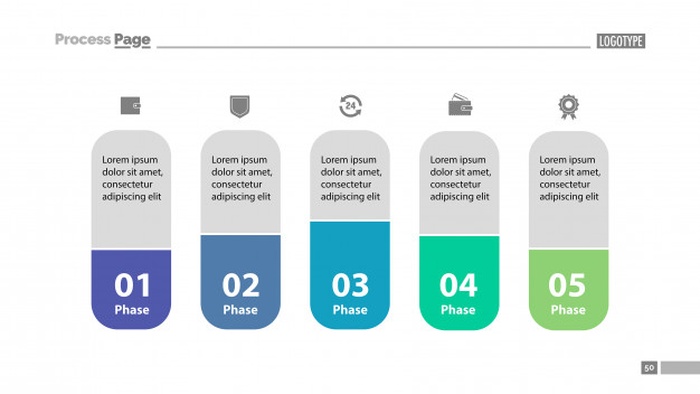 Process Page
LOGOTYPE
24
Lorem ipsum
dolor sit amet,
consectetur
adipiscing elit
01
Phase
Lorem ipsum
dolor sit amet,
consectetur
adipiscing elit
02
Phase
Lorem ipsum
dolor sit amet,
consectetur
adipiscing elit
03
Phase
Lorem ipsum
dolor sit amet,
consectetur
adipiscing elit
04
Phase
Lorem ipsum
dolor sit amet,
consectetur
adipiscing elit
05
Phase
50